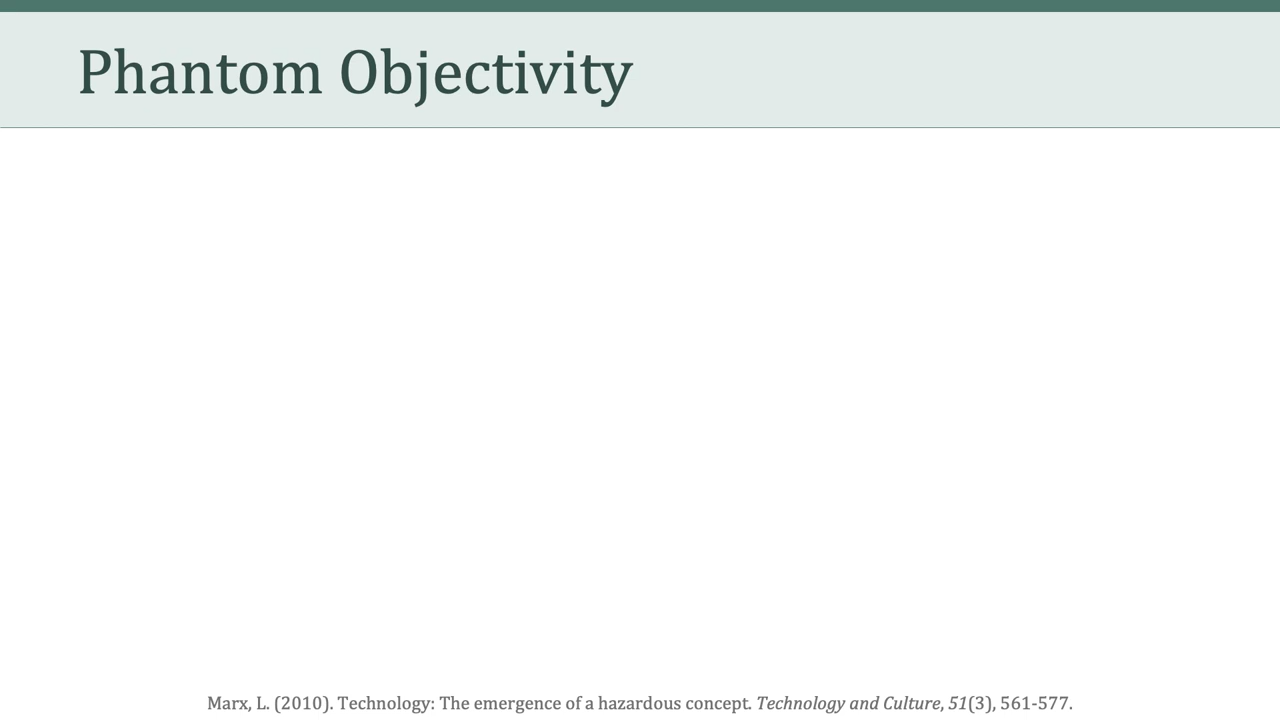 Phantom Objectivity
Marx, L. (2010). Technology: The emergence of a hazardous concept. Technology and Culture, 51(3), 561-577.